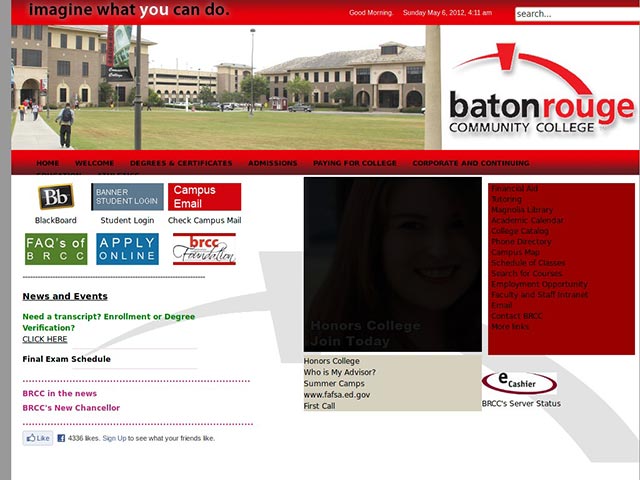 imagine what you can do.
Good Morning. Sunday May 6, 2012, 4:11 am
search...
batonrouge
COMMUNITY COLLEGE
HOME WELCOME DEGREES & CERTIFICATES ADMISSIONS PAYING FOR COLLEGE CORPORATE AND CONTINUING
EDUCATION ATHLETICS
Bb
BANNER
STUDENT LOGIN
Campus
Email
BlackBoard Student Login Check Campus Mail
FAQ's of
BRCC
APPLY
ONLINE
brcc
Foundation
News and Events
Need a transcript? Enrollment or Degree
Verification?
CLICK HERE
Final Exam Schedule
BRCC in the news
BRCC's New Chancellor
Like 4336 likes. Sign Up to see what your friends like.
Honors College
Join Today
Honors College
Who is My Advisor?
Summer Camps
www.fafsa.ed.gov
First Call
Financial Aid
Tutoring
Magnolia Library
Academic Calendar
College Catalog
Phone Directory
Campus Map
Schedule of Classes
Search for Courses
Employment Opportunity
Faculty and Staff Intranet
Email
Contact BRCC
More links
e
Cashier
BRCC's Server Status